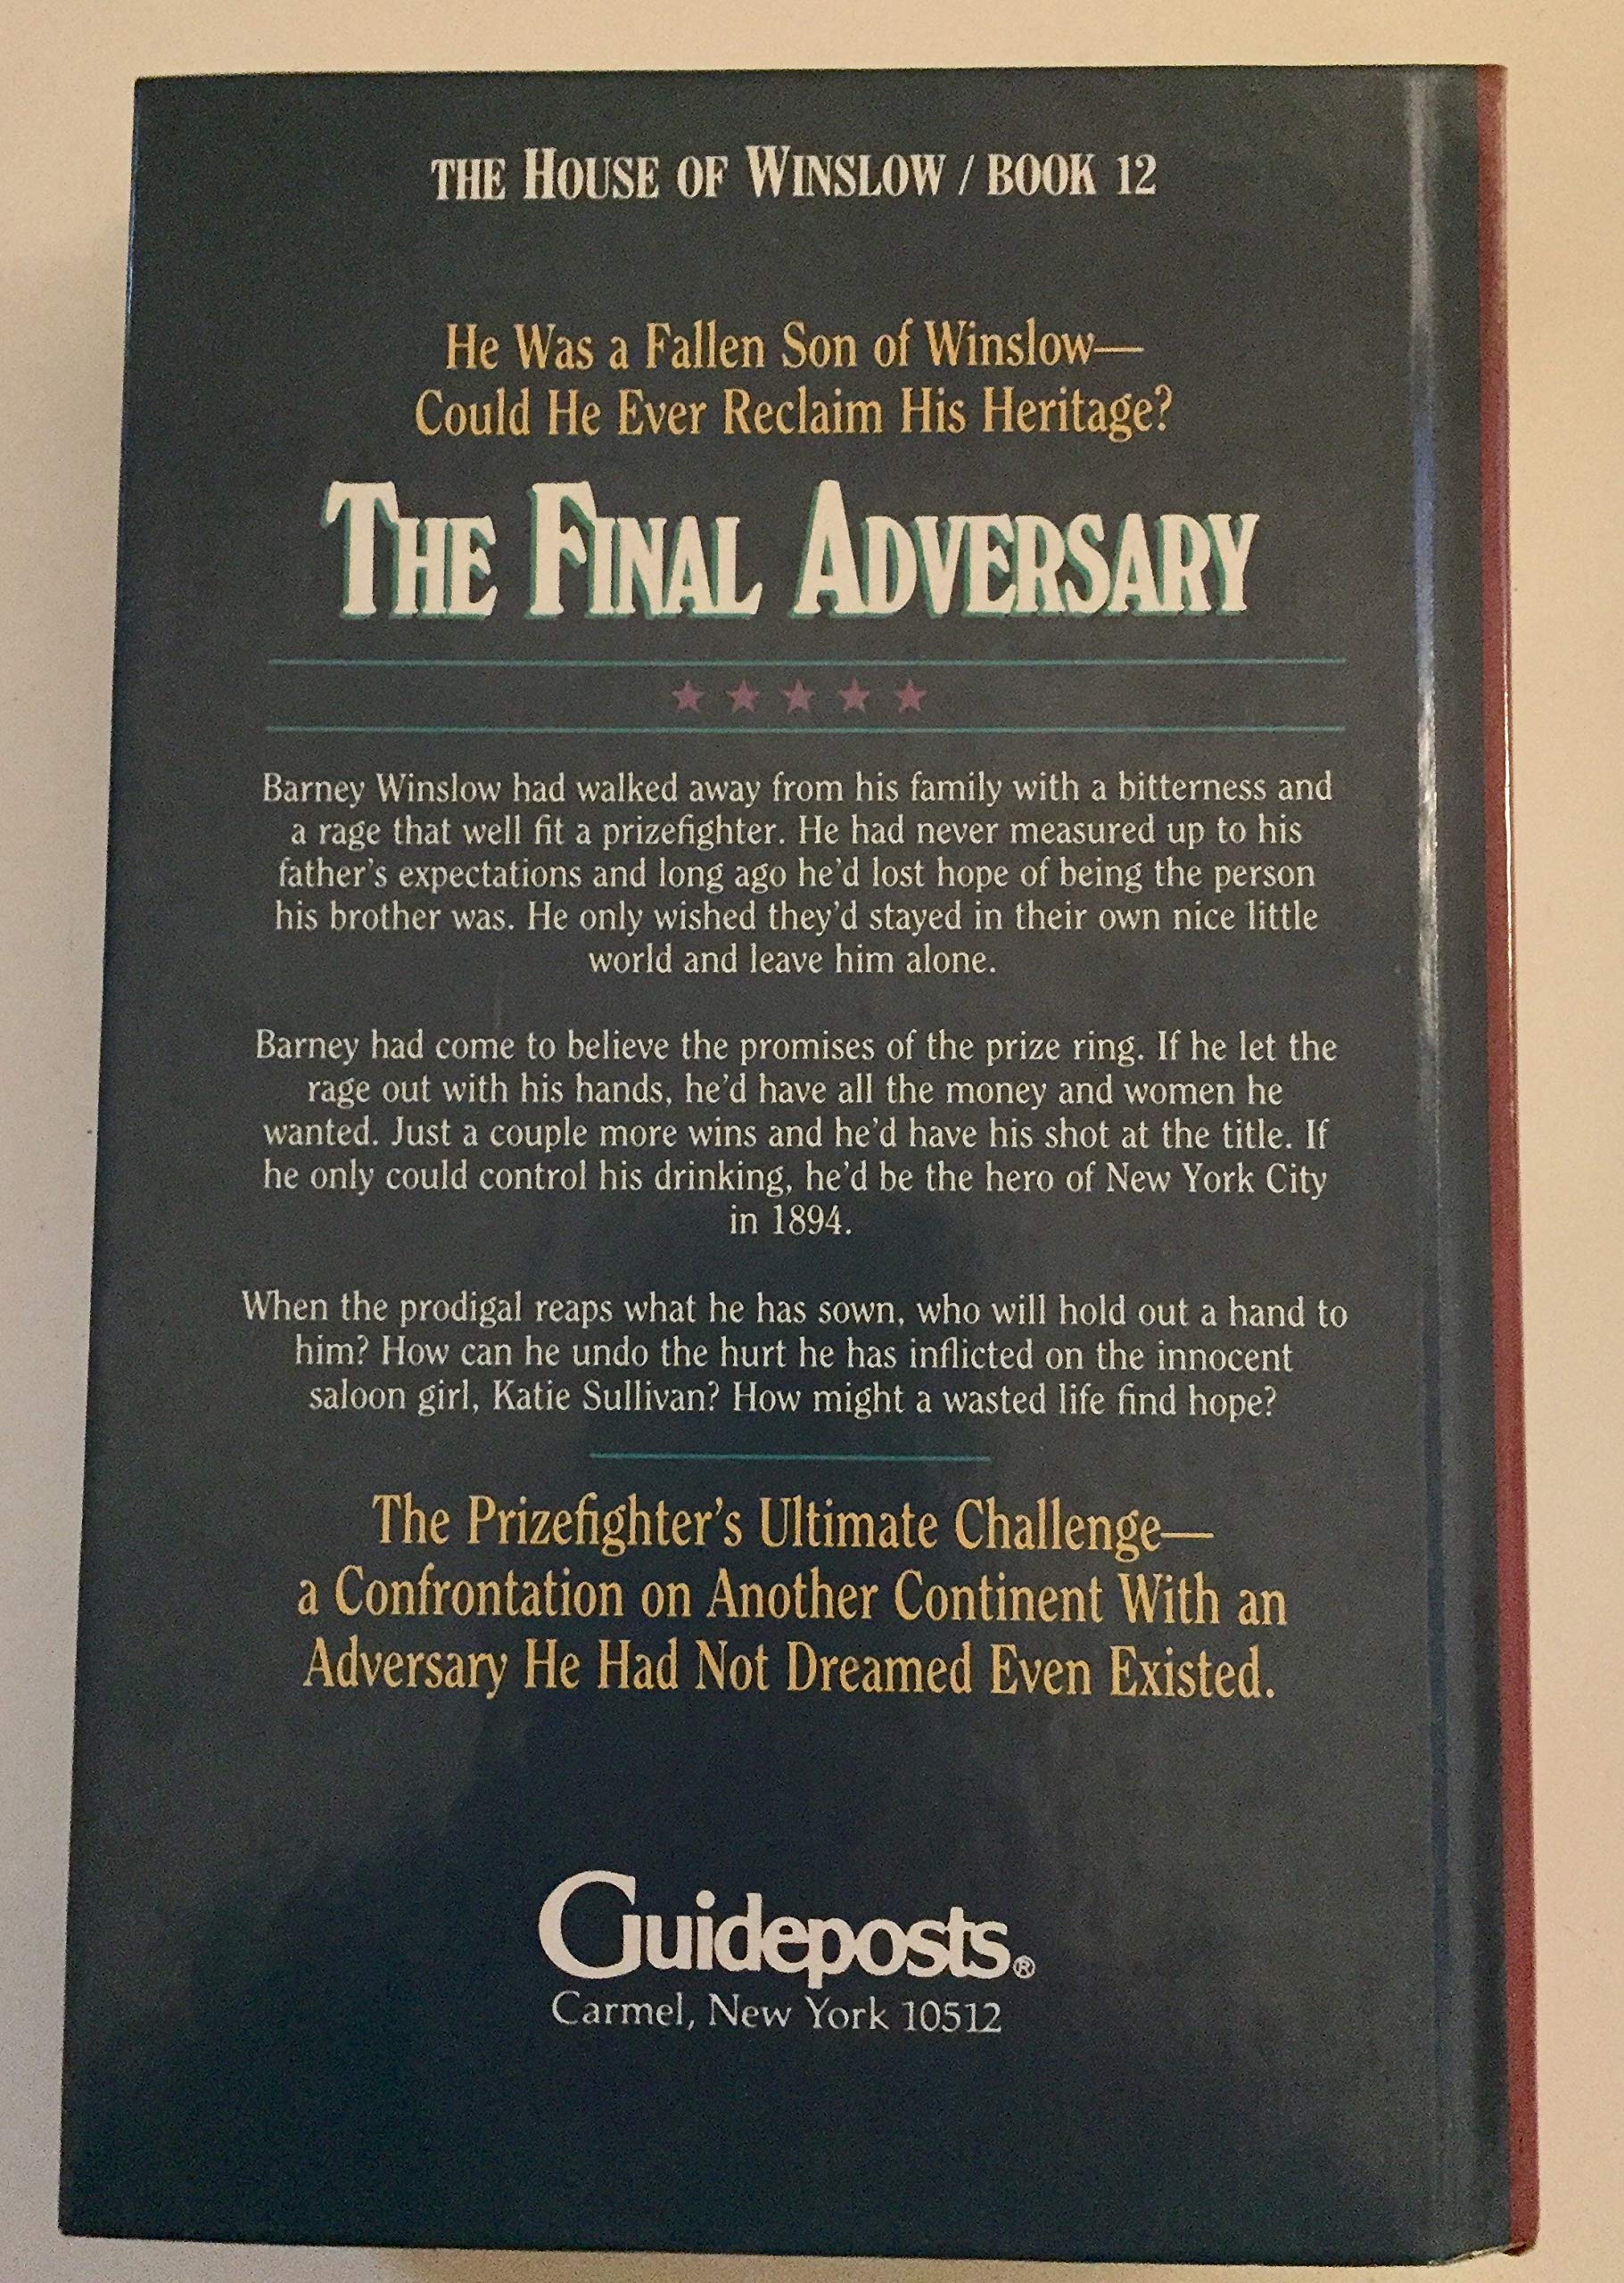 THE HOUSE OF WINSLOW / BOOK 12
He Was a Fallen Son of Winslow—
Could He Ever Reclaim His Heritage?
THE FINAL ADVERSARY
Barney Winslow had walked away from his family with a bitterness and
a rage that well fit a prizefighter. He had never measured up to his
father's expectations and long ago he'd lost hope of being the person
his brother was. He only wished they'd stayed in their own nice little
world and leave him alone.
Barney had come to believe the promises of the prize ring. If he let the
rage out with his hands, he'd have all the money and women he
wanted. Just a couple more wins and he'd have his shot at the title. If
he only could control his drinking, he'd be the hero of New York City
in 1894.
When the prodigal reaps what he has sown, who will hold out a hand to
him? How can he undo the hurt he has inflicted on the innocent
saloon girl, Katie Sullivan? How might a wasted life find hope?
The Prizefighter's Ultimate Challenge—
a Confrontation on Another Continent With an
Adversary He Had Not Dreamed Even Existed.
Guideposts®
Carmel, New York 10512